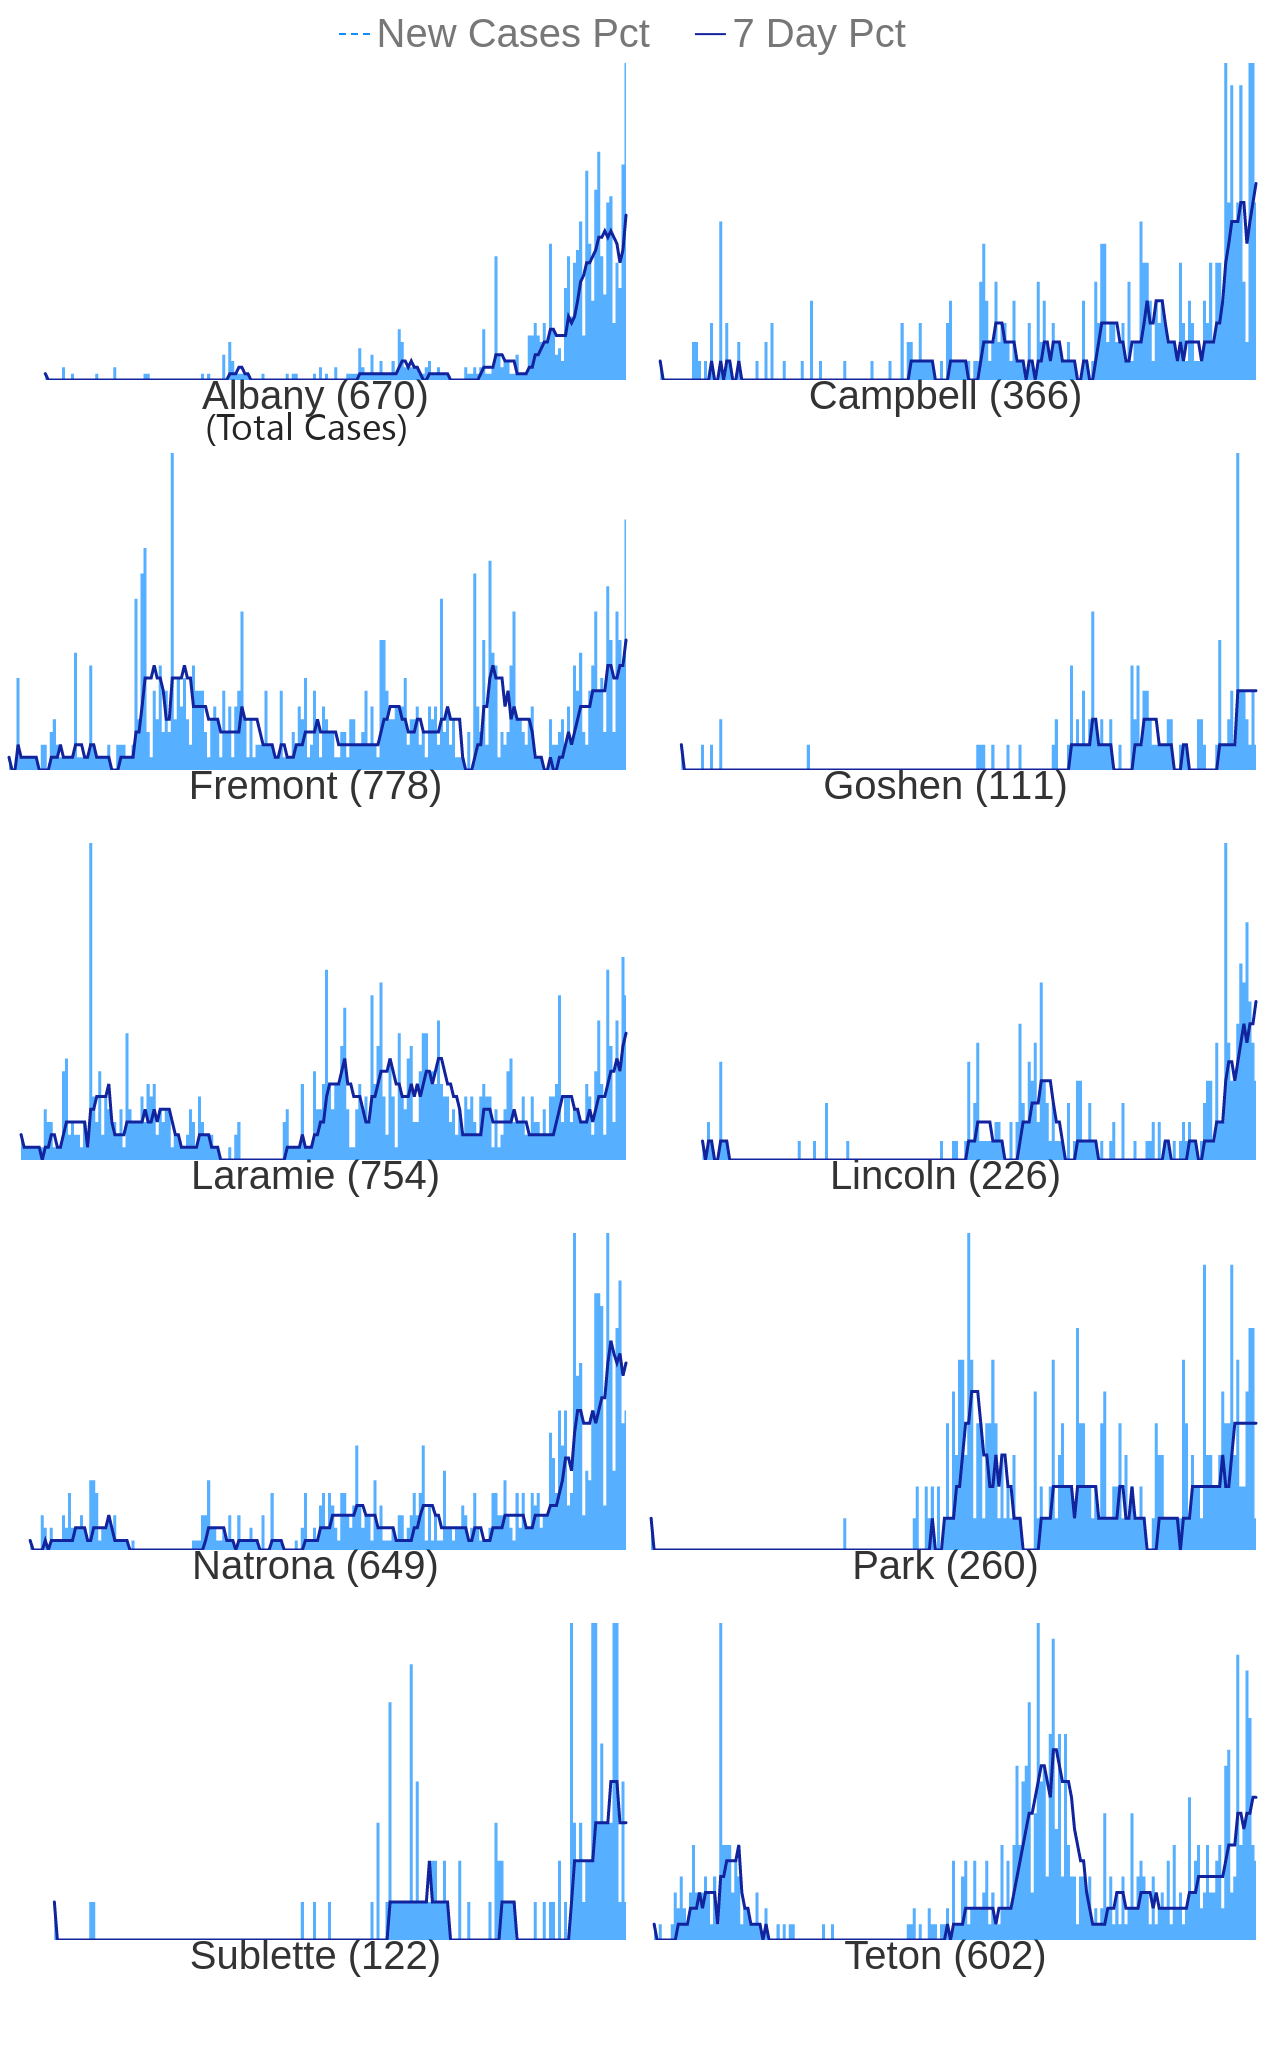 New Cases Pct 7 Day Pct
Albany (670) Campbell (366)
(Total Cases)
Fremont (778) Goshen (111)
Laramie (754) Lincoln (226)
Natrona (649) Park (260)
Sublette (122) Teton (602)